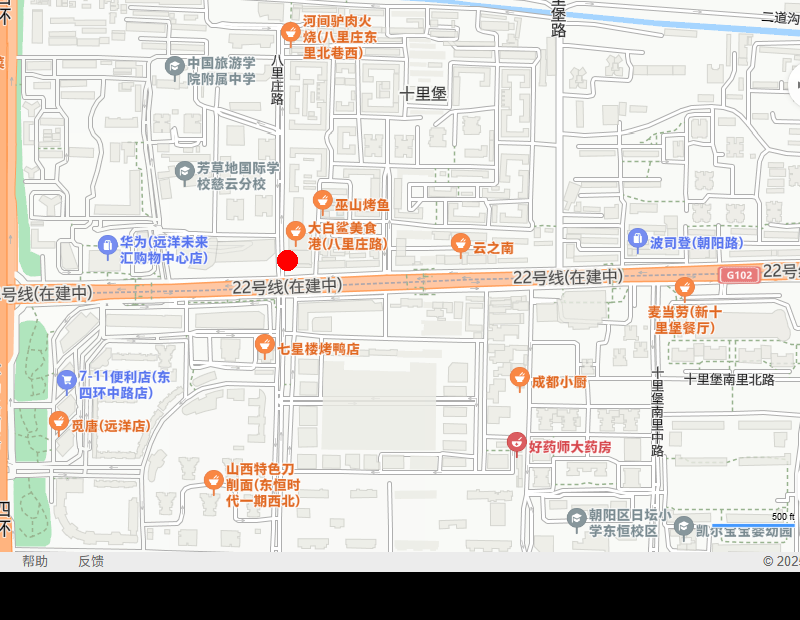 河间驴肉火
烧(八里庄东
里北巷西)
里堡路
二道沟
中国旅游学
院附属中学
八里庄路
十里堡
芳草地国际学
校慈云分校
巫山烤鱼
大白鲨美食
港(八里庄路)
华为(远洋未来
汇购物中心店)
云之南
波司登(朝阳路)
G102
22号
22号线(在建中)
22号线(在建中)
号线(在建中)
麦当劳(新十
里堡餐厅)
七星楼烤鸭店
7-11便利店(东
四环中路店)
成都小厨
十里堡南里北路
十里堡南里中路
觅唐(远洋店)
好药师大药房
山西特色刀
削面(东恒时
代一期西北)
四环
朝阳区日坛小
学东恒校区
凯尔宝宝婴幼园
500 ft
帮助
反馈
© 202